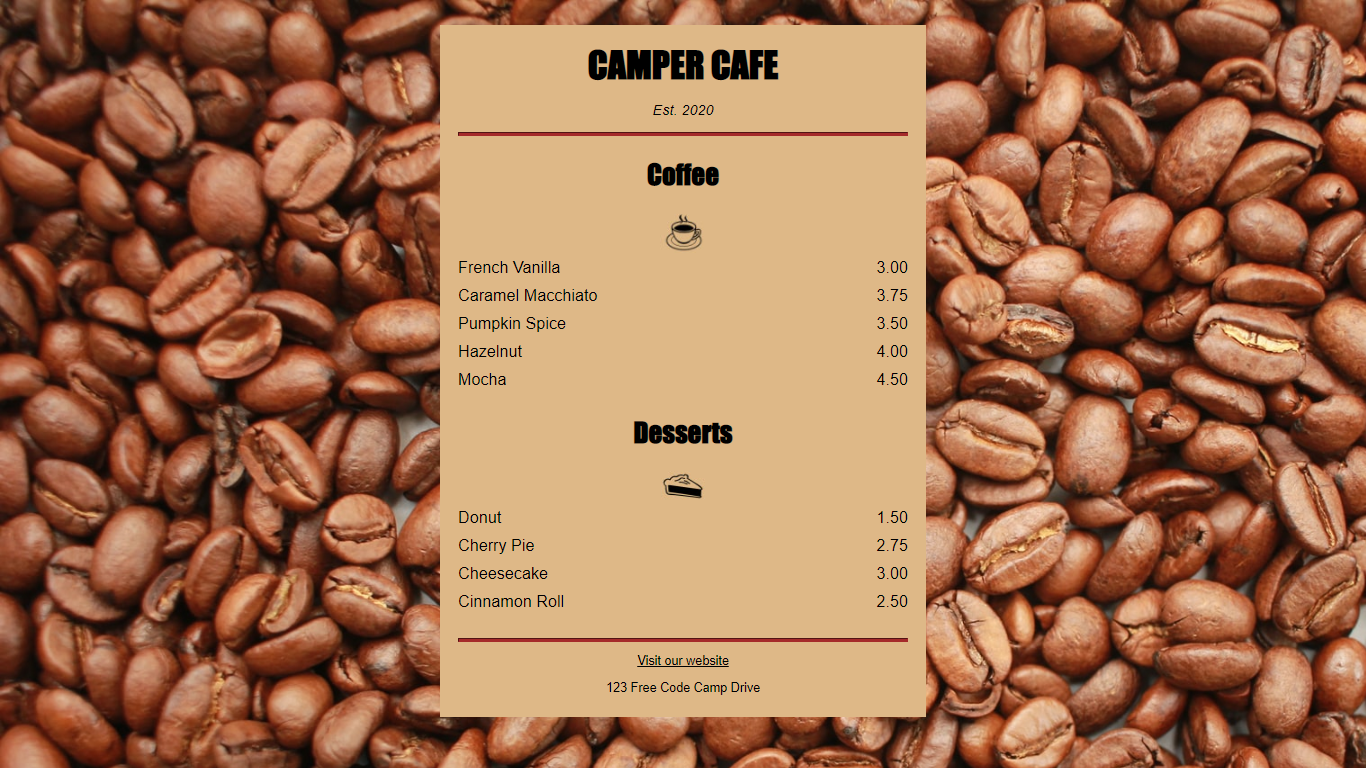 CAMPER CAFE
Est. 2020
Coffee
French Vanilla 3.00
Caramel Macchiato 3.75
Pumpkin Spice 3.50
Hazelnut 4.00
Mocha 4.50
Desserts
Donut 1.50
Cherry Pie 2.75
Cheesecake 3.00
Cinnamon Roll 2.50
Visit our website
123 Free Code Camp Drive